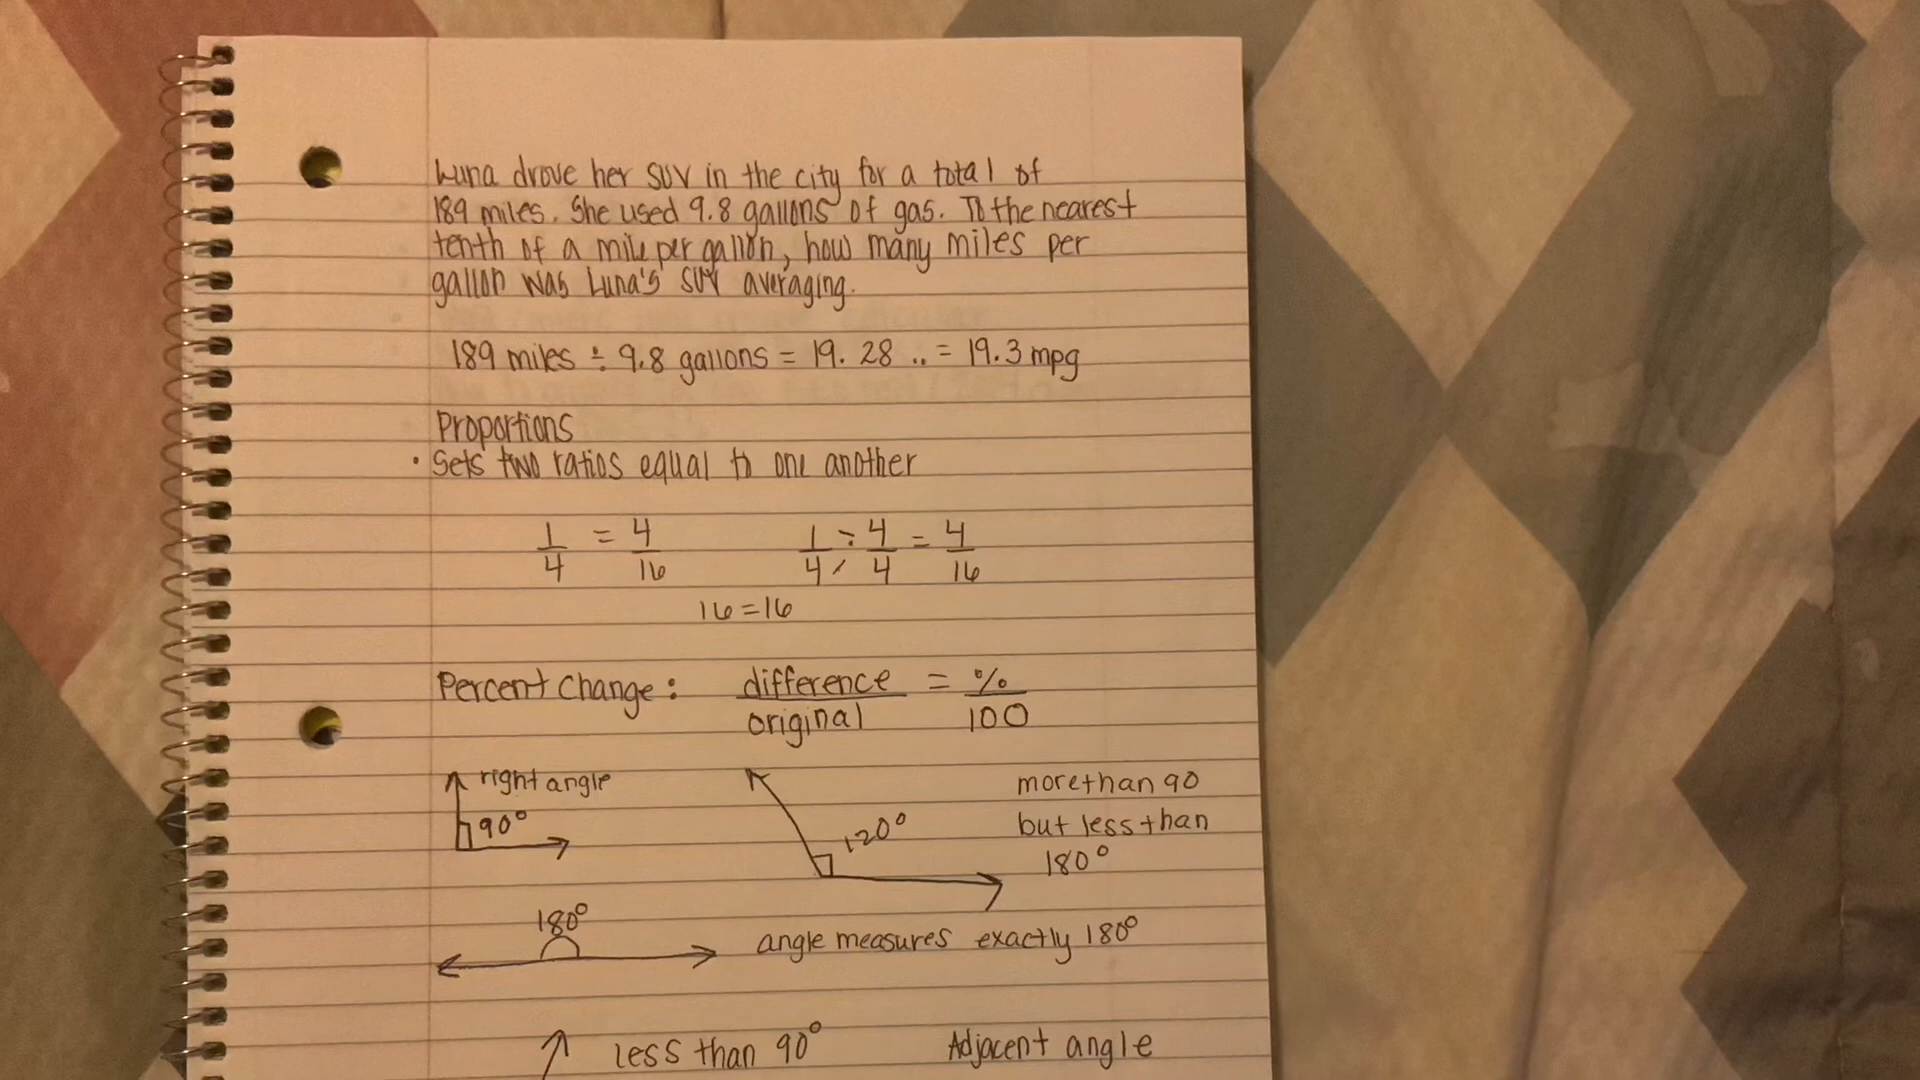 Luna drove her SUV in the city for a total of
189 miles. She used 9.8 gallons of gas. To the nearest
tenth of a mile per gallon, how many miles per
gallon was Luna's SUV averaging.
189 miles ÷ 9.8 gallons = 19.28 .. = 19.3 mpg
Proportions
• Sets two ratios equal to one another
1/4 = 4/16    1/4 ÷ 4/4 = 4/16
16 = 16
Percent Change: difference/original = %/100
right angle
90°
120°
more than 90
but less than
180°
180°
angle measures exactly 180°
Less than 90°
Adjacent angle